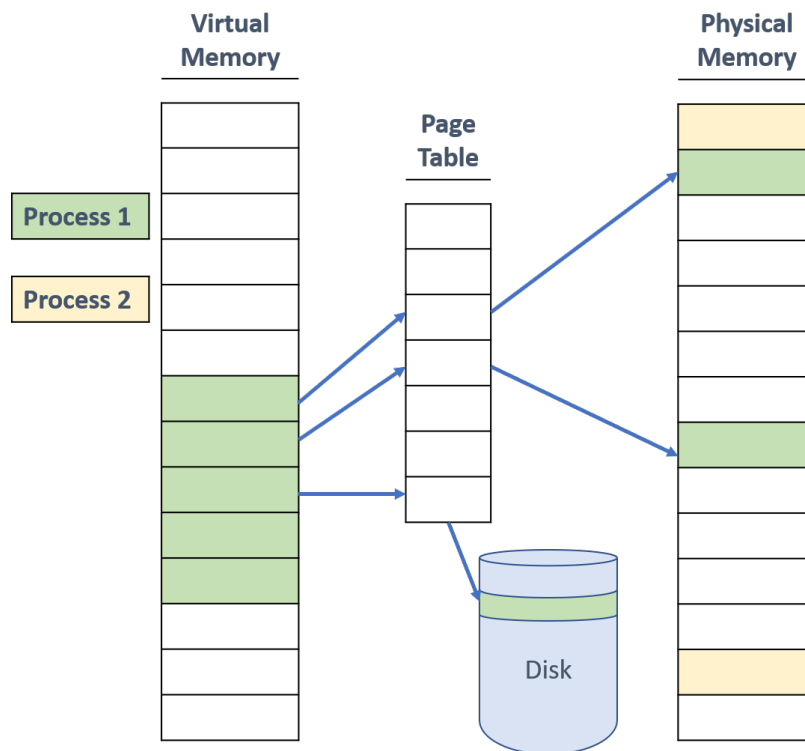 Virtual
Memory
Physical
Memory
Page
Table
Process 1
Process 2
Disk